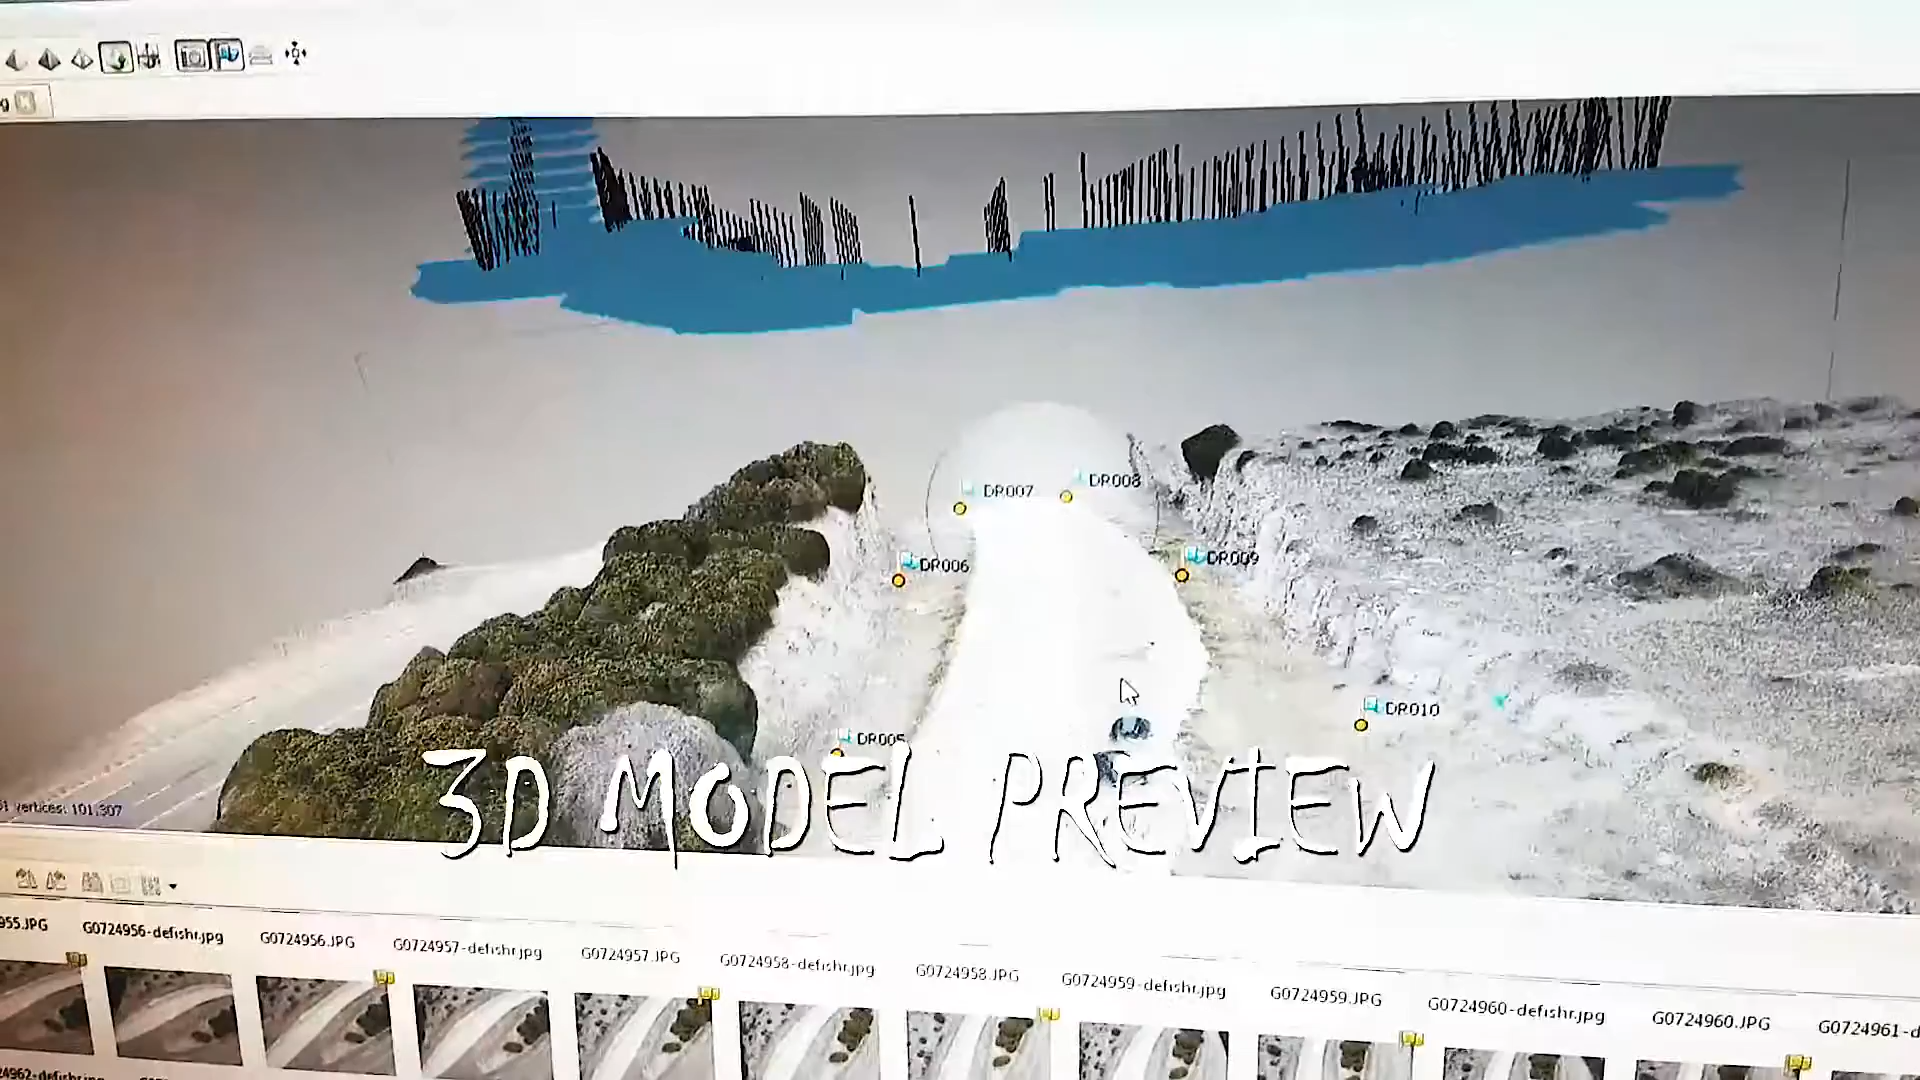 DR007
DR008
DR006
DR009
DR010
DR005
3D MODEL PREVIEW
vertices: 101,307
955.JPG G0724956-defishr.jpg G0724956.JPG G0724957-defishr.jpg G0724957.JPG G0724958-defishr.jpg G0724958.JPG G0724959-defishr.jpg G0724959.JPG G0724960-defishr.jpg G0724960.JPG G0724961-d